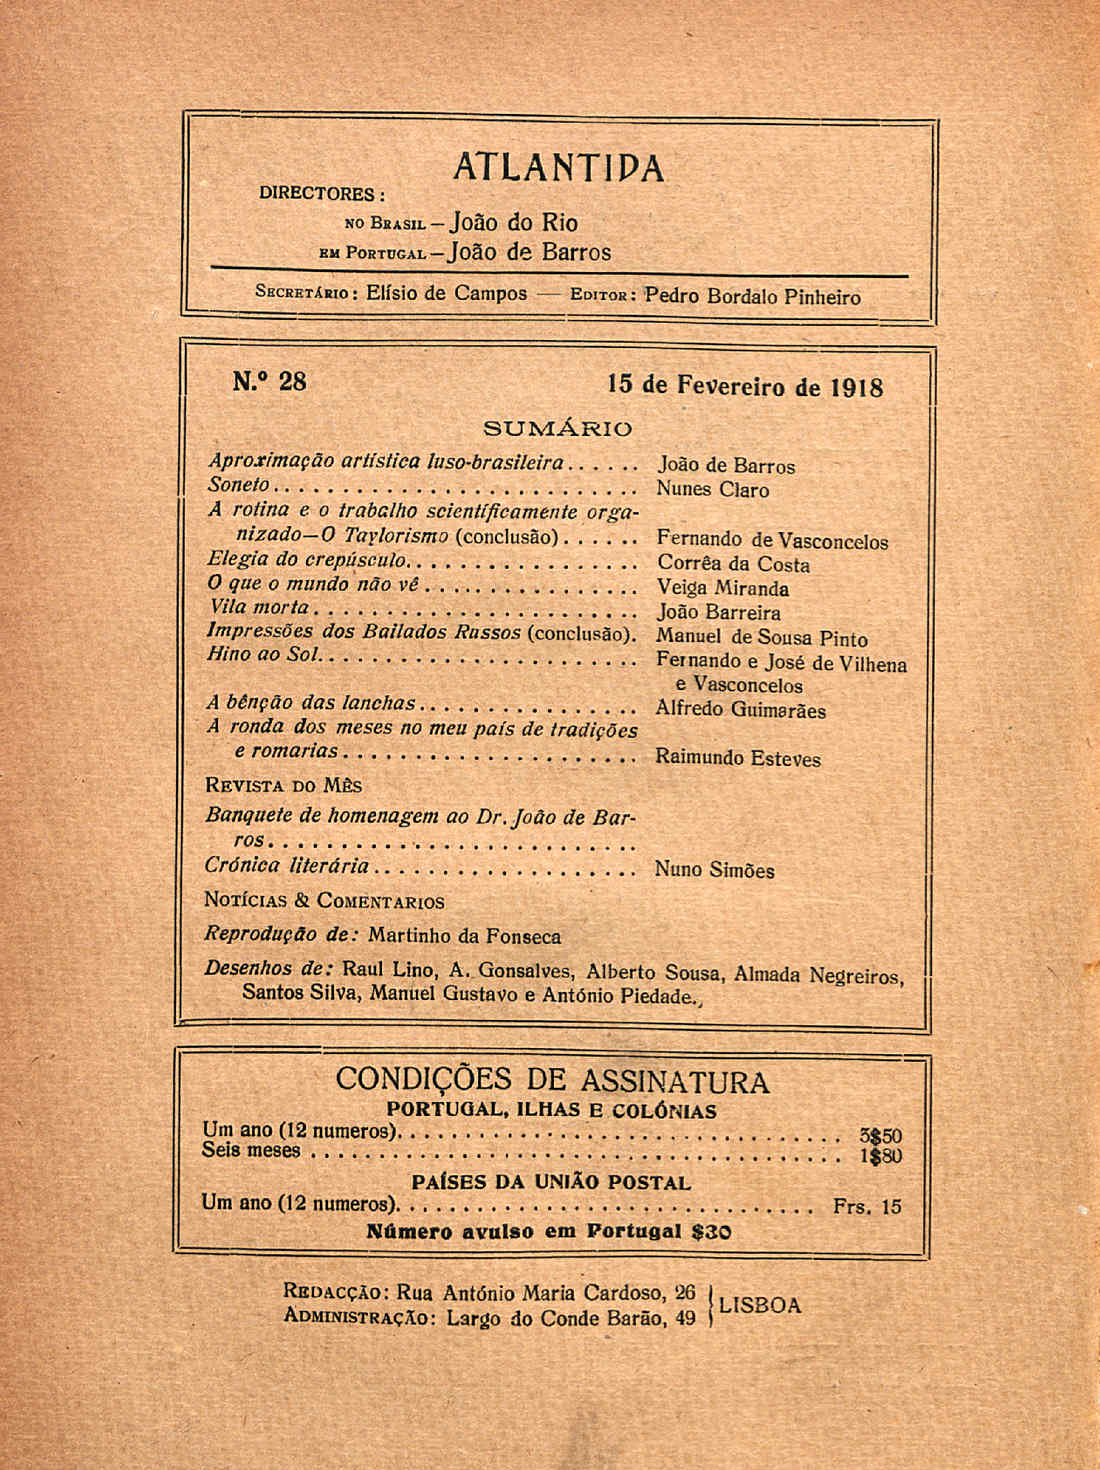 ATLANTIDA
DIRECTORES:
NO BRASIL — João do Rio
EM PORTUGAL — João de Barros
SECRETÁRIO: Elísio de Campos — EDITOR: Pedro Bordalo Pinheiro
N.º 28 15 de Fevereiro de 1918
SUMÁRIO
Aproximação artística luso-brasileira...... João de Barros
Soneto.......................... Nunes Claro
A rotina e o trabalho scientíficamente orga-
nizado—O Taylorismo (conclusão)...... Fernando de Vasconcelos
Elegia do crepúsculo................. Corrêa da Costa
O que o mundo não vê................ Veiga Miranda
Vila morta....................... João Barreira
Impressões dos Bailados Russos (conclusão). Manuel de Sousa Pinto
Hino ao Sol....................... Fernando e José de Vilhena
e Vasconcelos
A bênção das lanchas................ Alfredo Guimarães
A ronda dos meses no meu país de tradições
e romarias..................... Raimundo Esteves
REVISTA DO MÊS
Banquete de homenagem ao Dr. João de Bar-
ros..........................
Crónica literária................... Nuno Simões
NOTÍCIAS & COMENTARIOS
Reprodução de: Martinho da Fonseca
Desenhos de: Raul Lino, A. Gonsalves, Alberto Sousa, Almada Negreiros,
Santos Silva, Manuel Gustavo e António Piedade.
CONDIÇÕES DE ASSINATURA
PORTUGAL, ILHAS E COLÓNIAS
Um ano (12 numeros)................................ 3$50
Seis meses........................................ 1$80
PAÍSES DA UNIÃO POSTAL
Um ano (12 numeros)............................... Frs. 15
Número avulso em Portugal $30
REDACÇÃO: Rua António Maria Cardoso, 26
ADMINISTRAÇÃO: Largo do Conde Barão, 49 } LISBOA